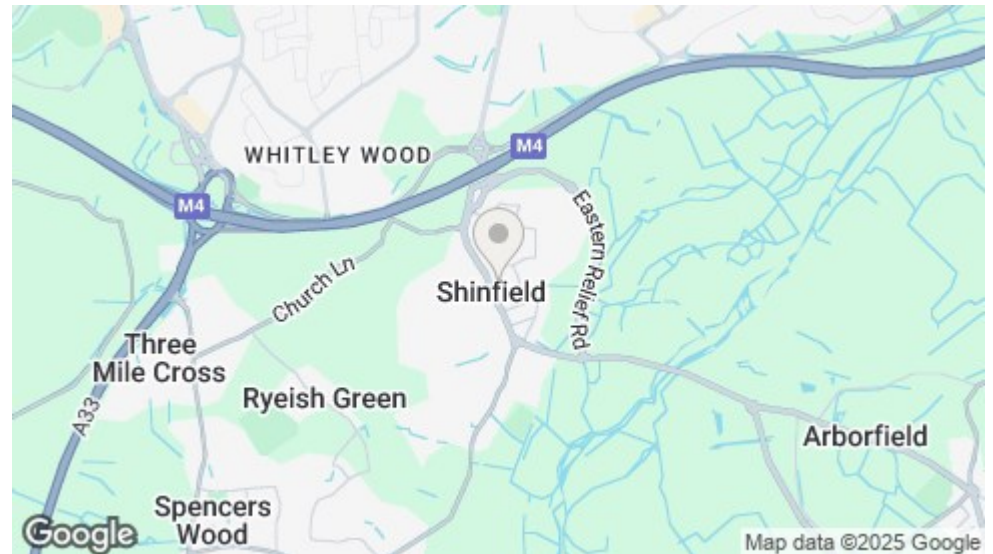 WHITLEY WOOD
M4
M4
Eastern Relief Rd
Church Ln
Shinfield
Three
Mile Cross
Ryeish Green
A33
Arborfield
Spencers
Wood
Google
Map data ©2025 Google